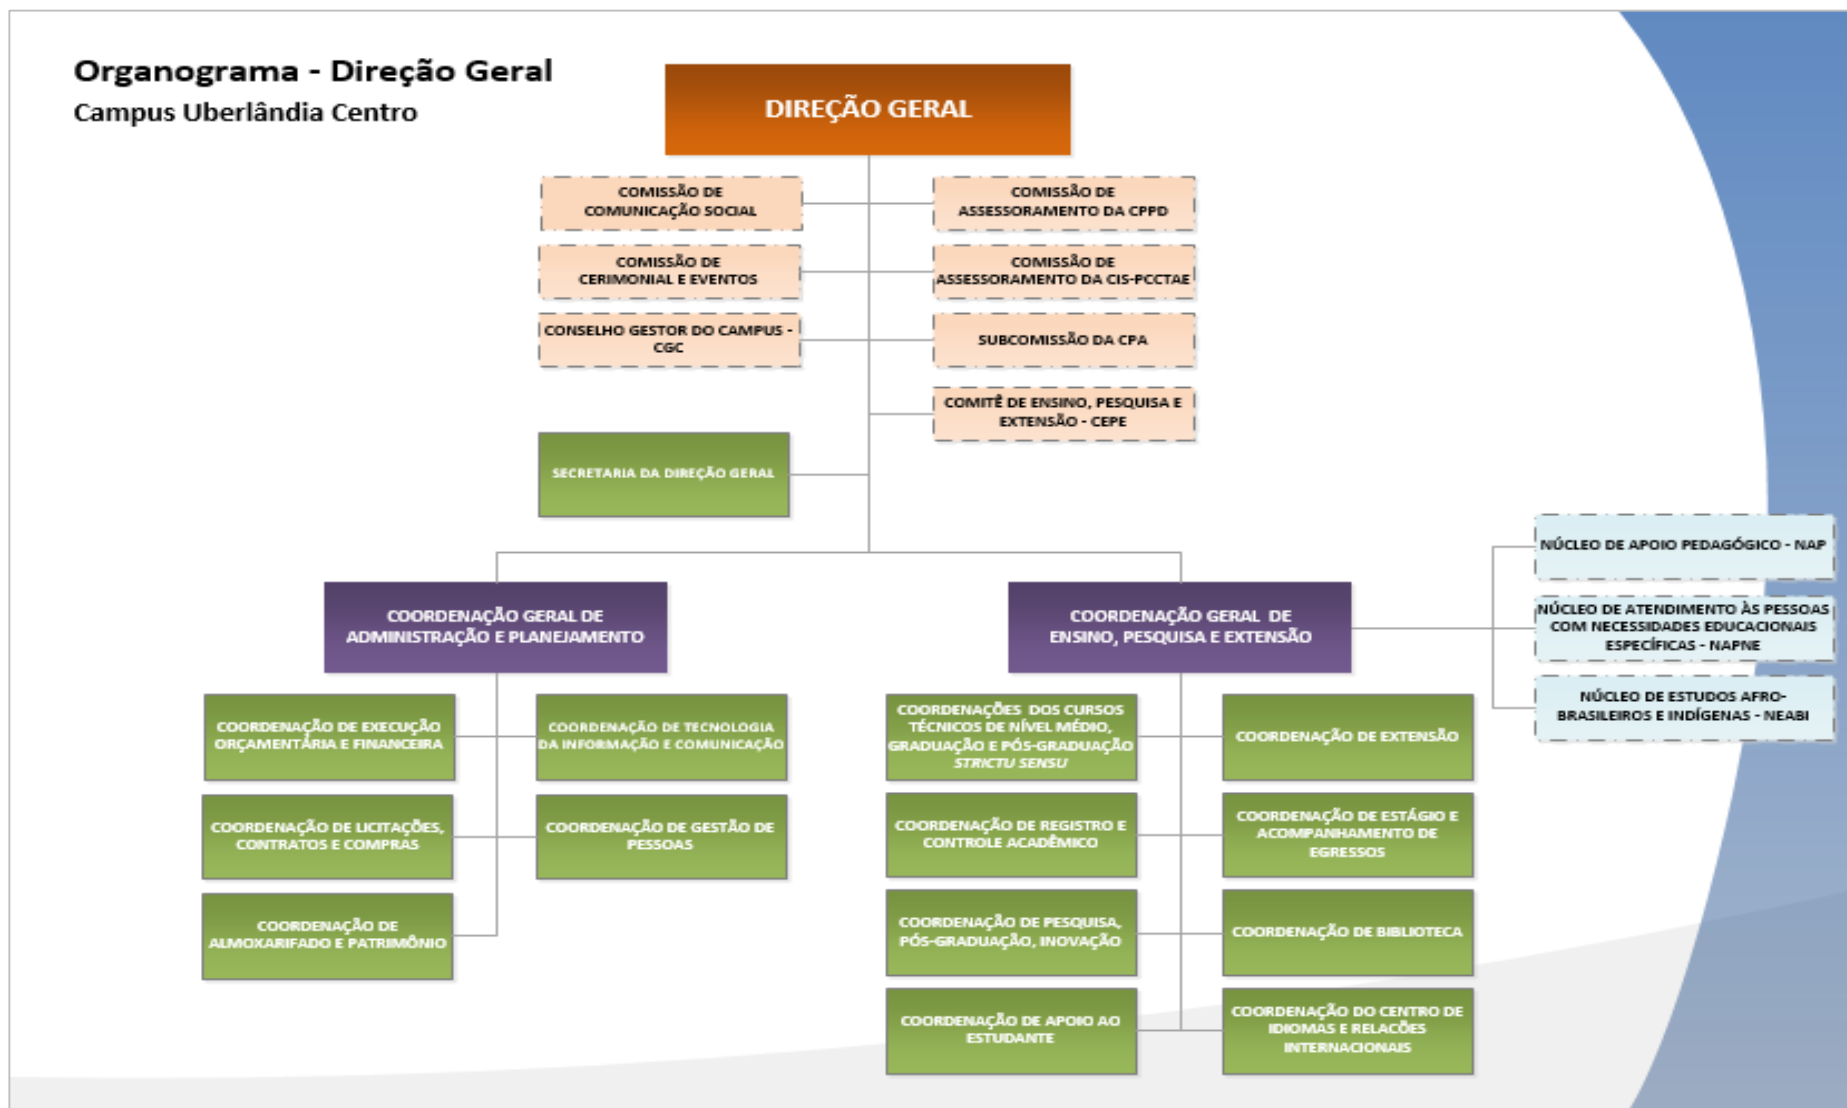 Organograma - Direção Geral
Campus Uberlândia Centro
DIREÇÃO GERAL
COMISSÃO DE
COMUNICAÇÃO SOCIAL
COMISSÃO DE
ASSESSORAMENTO DA CPPD
COMISSÃO DE
CERIMONIAL E EVENTOS
COMISSÃO DE
ASSESSORAMENTO DA CIS-PCCTAE
CONSELHO GESTOR DO CAMPUS -
CGC
SUBCOMISSÃO DA CPA
COMITÊ DE ENSINO, PESQUISA E
EXTENSÃO - CEPE
SECRETARIA DA DIREÇÃO GERAL
COORDENAÇÃO GERAL DE
ADMINISTRAÇÃO E PLANEJAMENTO
COORDENAÇÃO GERAL DE
ENSINO, PESQUISA E EXTENSÃO
NÚCLEO DE APOIO PEDAGÓGICO - NAP
NÚCLEO DE ATENDIMENTO ÀS PESSOAS
COM NECESSIDADES EDUCACIONAIS
ESPECÍFICAS - NAPNE
NÚCLEO DE ESTUDOS AFRO-
BRASILEIROS E INDÍGENAS - NEABI
COORDENAÇÃO DE EXECUÇÃO
ORÇAMENTÁRIA E FINANCEIRA
COORDENAÇÃO DE TECNOLOGIA
DA INFORMAÇÃO E COMUNICAÇÃO
COORDENAÇÃO DE LICITAÇÕES,
CONTRATOS E COMPRAS
COORDENAÇÃO DE GESTÃO DE
PESSOAS
COORDENAÇÃO DE
ALMOXARIFADO E PATRIMÔNIO
COORDENAÇÕES DOS CURSOS
TÉCNICOS DE NÍVEL MÉDIO,
GRADUAÇÃO E PÓS-GRADUAÇÃO
STRICTU SENSU
COORDENAÇÃO DE EXTENSÃO
COORDENAÇÃO DE REGISTRO E
CONTROLE ACADÊMICO
COORDENAÇÃO DE ESTÁGIO E
ACOMPANHAMENTO DE
EGRESSOS
COORDENAÇÃO DE PESQUISA,
PÓS-GRADUAÇÃO, INOVAÇÃO
COORDENAÇÃO DE BIBLIOTECA
COORDENAÇÃO DE APOIO AO
ESTUDANTE
COORDENAÇÃO DO CENTRO DE
IDIOMAS E RELACÕES
INTERNACIONAIS